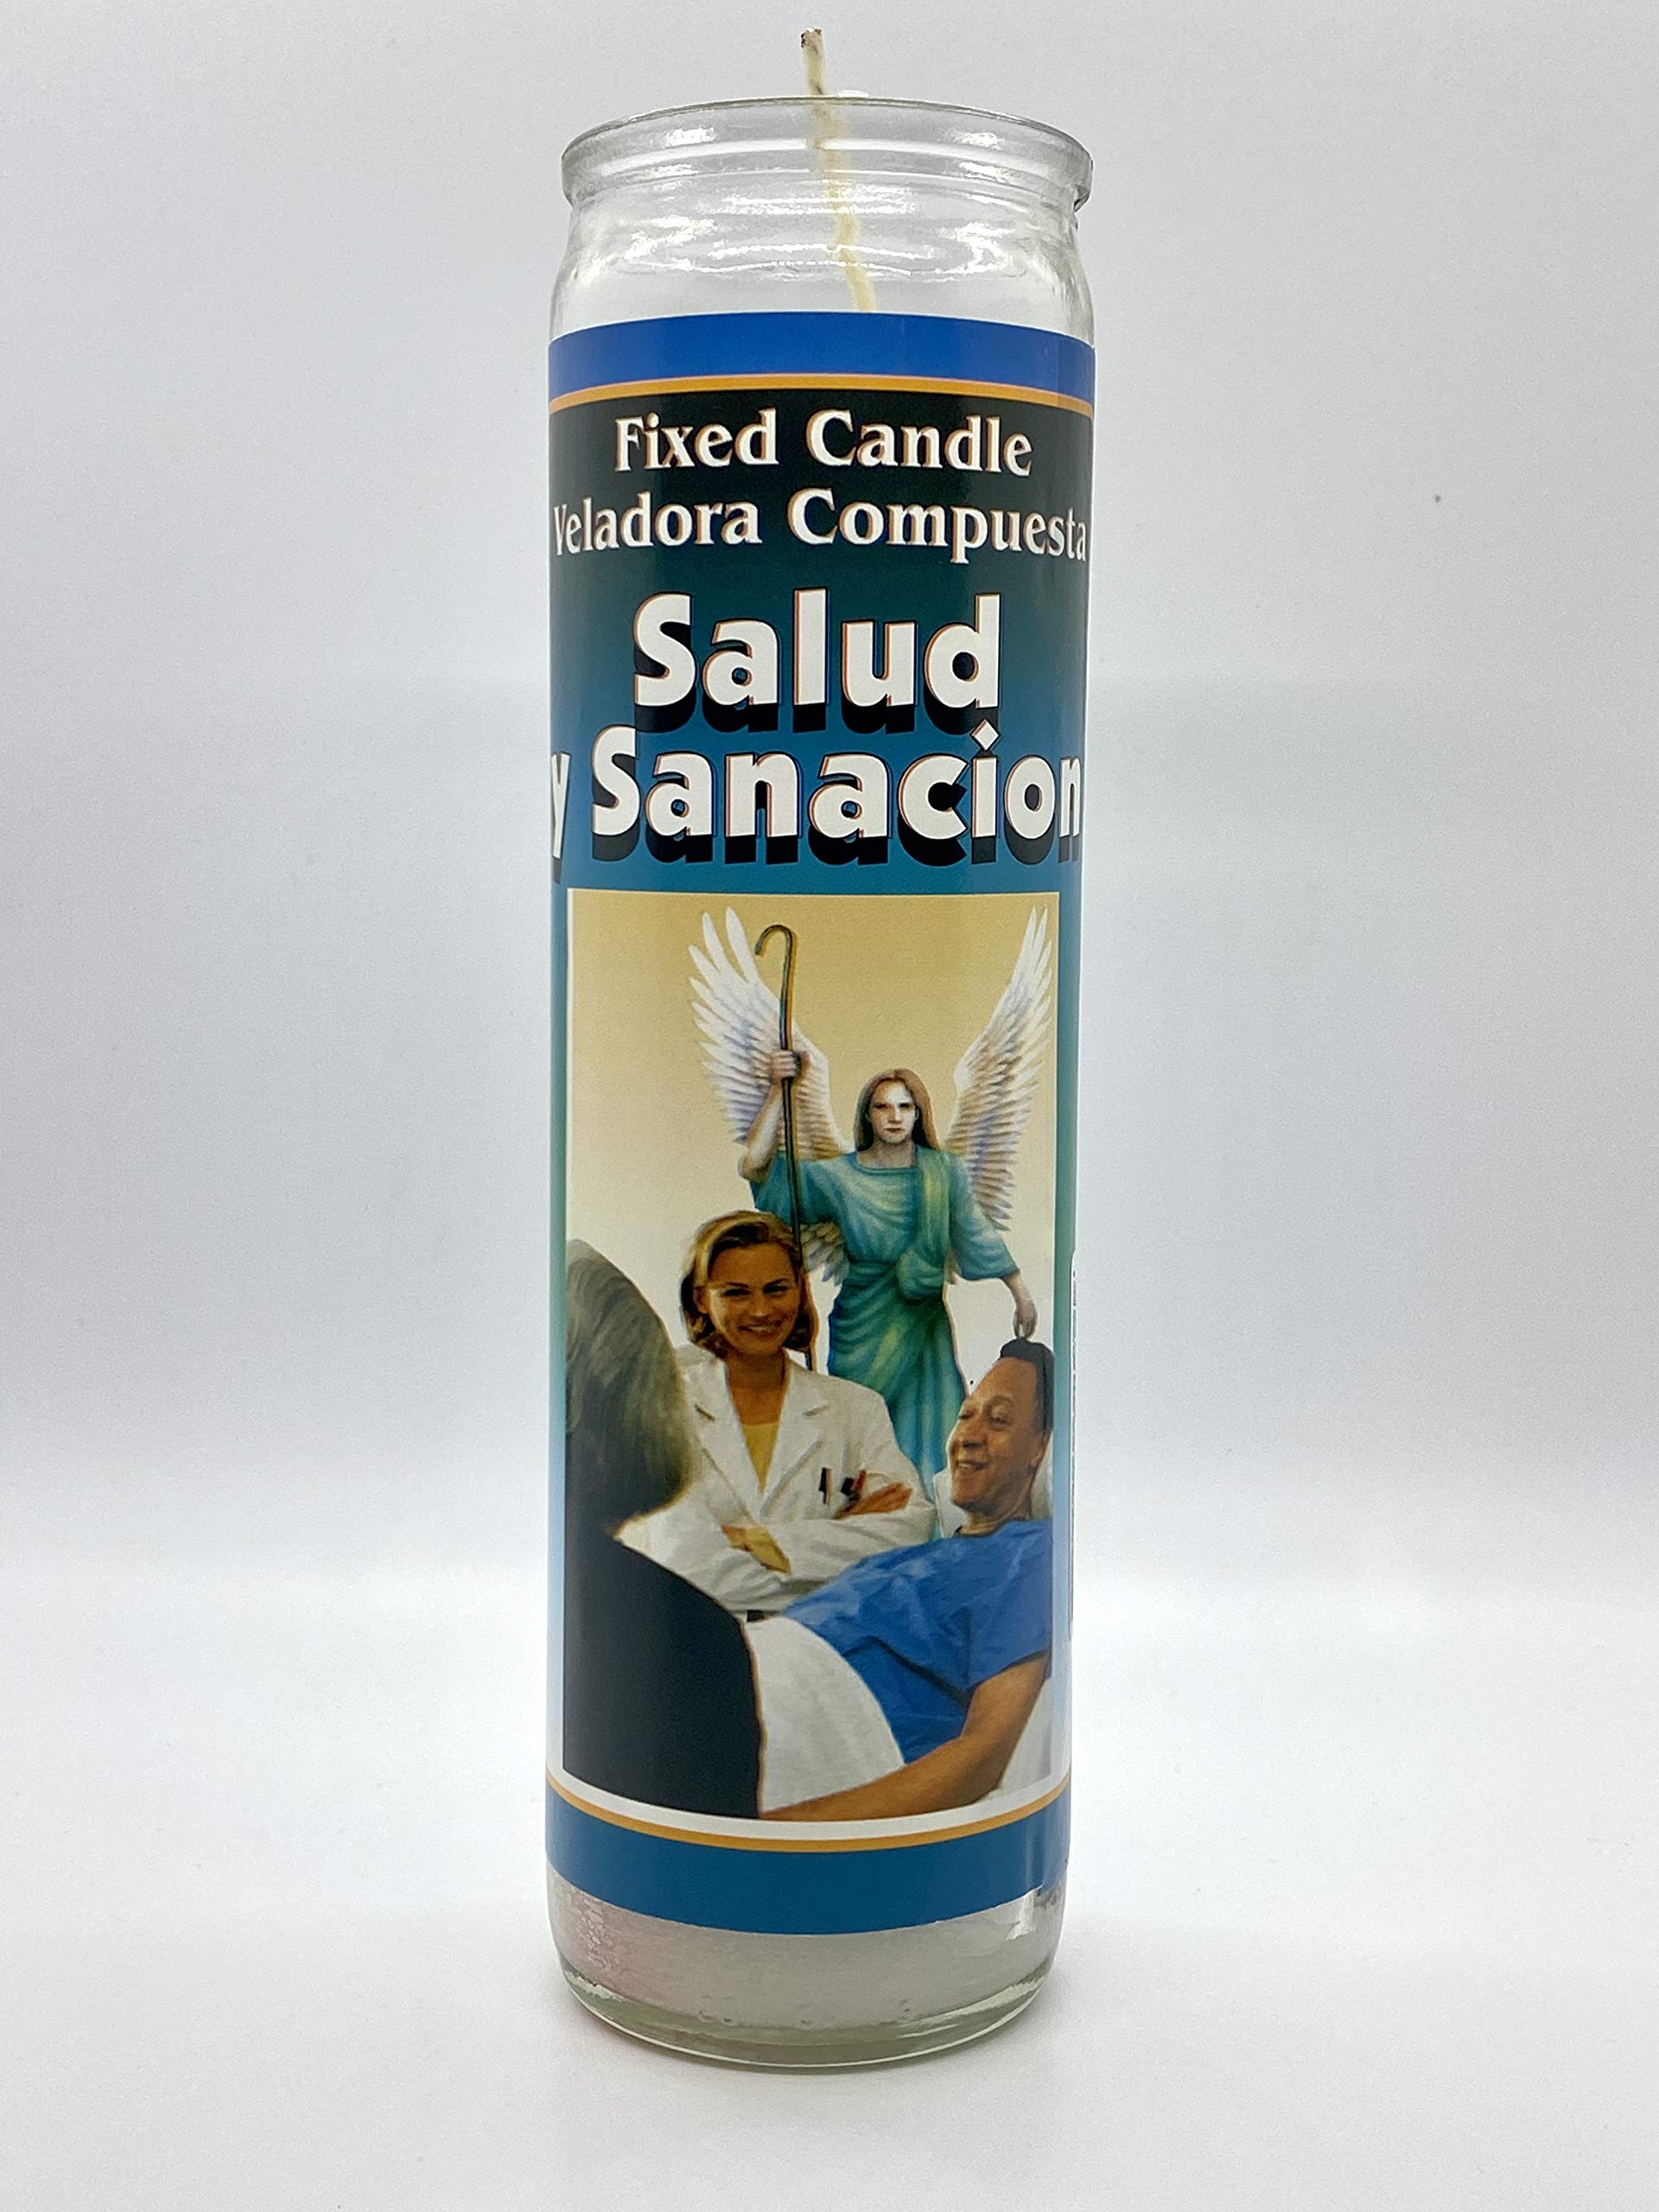 Fixed Candle
Veladora Compuesta
Salud
y Sanacion